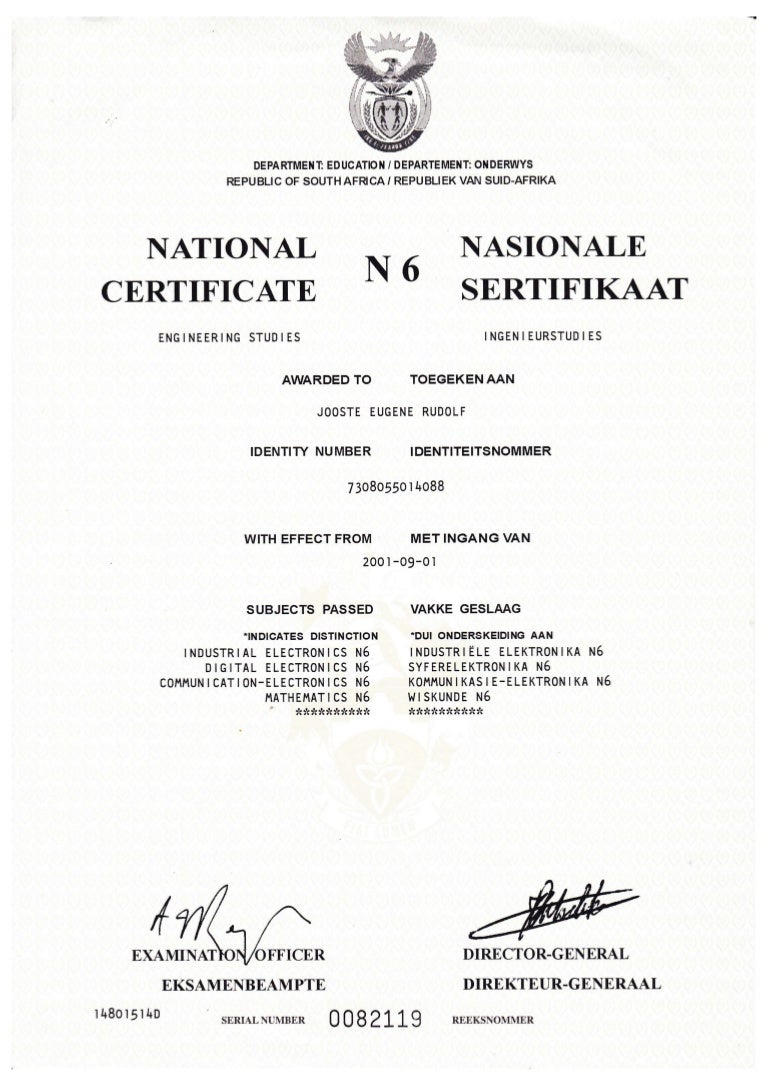 DEPARTMENT: EDUCATION / DEPARTEMENT: ONDERWYS
REPUBLIC OF SOUTH AFRICA / REPUBLIEK VAN SUID-AFRIKA
NATIONAL CERTIFICATE
N 6
NASIONALE SERTIFIKAAT
ENGINEERING STUDIES INGENIEURSTUDIES
AWARDED TO TOEGEKEN AAN
JOOSTE EUGENE RUDOLF
IDENTITY NUMBER IDENTITEITSNOMMER
7308055014088
WITH EFFECT FROM MET INGANG VAN
2001-09-01
SUBJECTS PASSED VAKKE GESLAAG
*INDICATES DISTINCTION *DUI ONDERSKEIDING AAN
INDUSTRIAL ELECTRONICS N6 INDUSTRIËLE ELEKTRONIKA N6
DIGITAL ELECTRONICS N6 SYFERELEKTRONIKA N6
COMMUNICATION-ELECTRONICS N6 KOMMUNIKASIE-ELEKTRONIKA N6
MATHEMATICS N6 WISKUNDE N6
********** **********
EXAMINATION OFFICER DIRECTOR-GENERAL
EKSAMENBEAMPTE DIREKTEUR-GENERAAL
14801514D SERIAL NUMBER 0082119 REEKSNOMMER